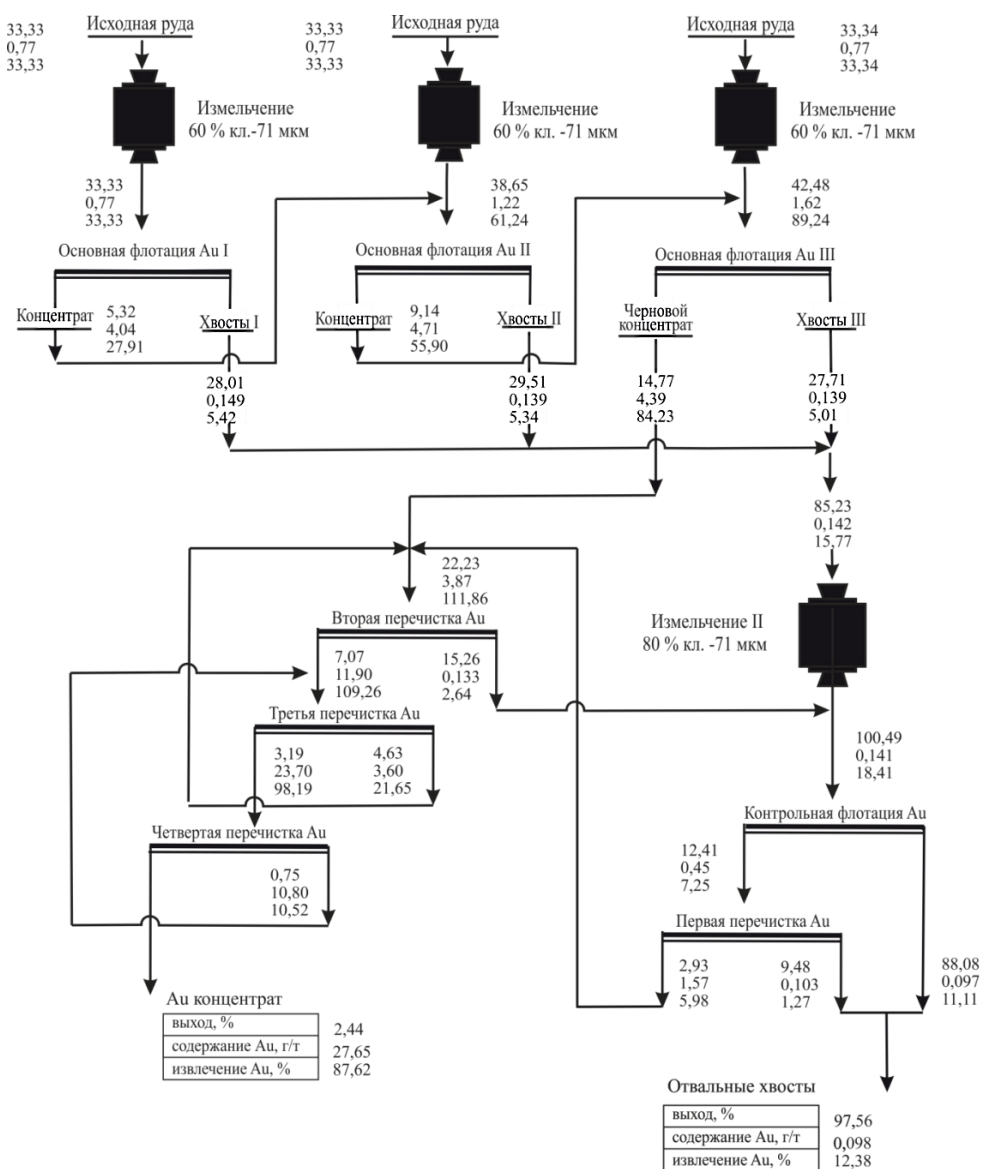 33,33
0,77
33,33
Исходная руда
33,33
0,77
33,33
Исходная руда
Исходная руда
33,34
0,77
33,34
Измельчение
60 % кл.-71 мкм
Измельчение
60 % кл.-71 мкм
Измельчение
60 % кл.-71 мкм
33,33
0,77
33,33
38,65
1,22
61,24
42,48
1,62
89,24
Основная флотация Au I
Основная флотация Au II
Основная флотация Au III
Концентрат
5,32
4,04
27,91
Хвосты I
Концентрат
9,14
4,71
55,90
Хвосты II
Черновой
концентрат
Хвосты III
28,01
0,149
5,42
29,51
0,139
5,34
14,77
4,39
84,23
27,71
0,139
5,01
85,23
0,142
15,77
22,23
3,87
111,86
Вторая перечистка Au
Измельчение II
80 % кл. -71 мкм
7,07
11,90
109,26
15,26
0,133
2,64
Третья перечистка Au
3,19
23,70
98,19
4,63
3,60
21,65
100,49
0,141
18,41
Контрольная флотация Au
Четвертая перечистка Au
0,75
10,80
10,52
12,41
0,45
7,25
Первая перечистка Au
2,93
1,57
5,98
9,48
0,103
1,27
88,08
0,097
11,11
Au концентрат
выход, % 2,44
содержание Au, г/т 27,65
извлечение Au, % 87,62
Отвальные хвосты
выход, % 97,56
содержание Au, г/т 0,098
извлечение Au, % 12,38